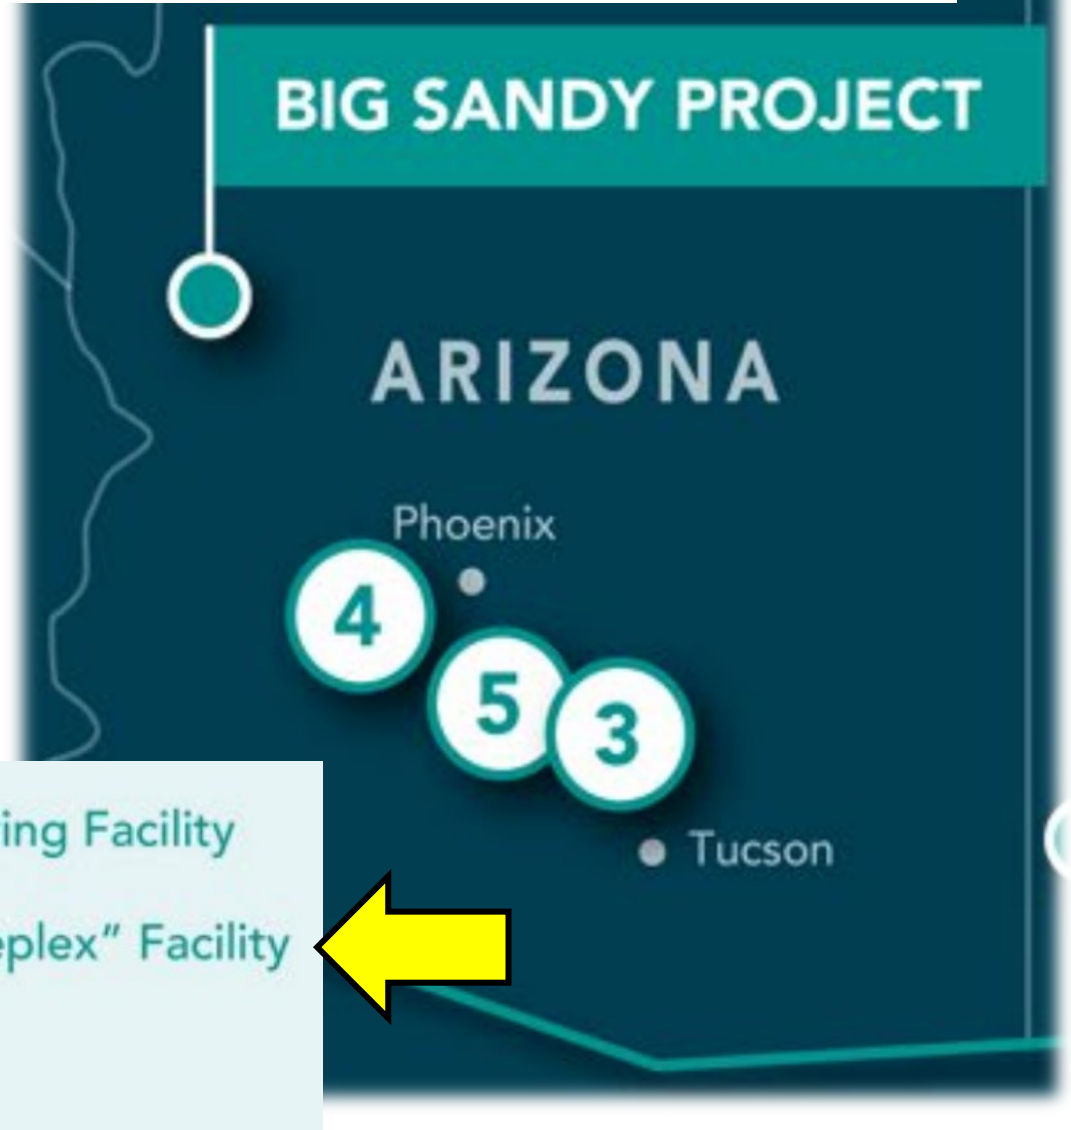 BIG SANDY PROJECT
ARIZONA
Phoenix
4
5
3
Tucson
ing Facility
eplex” Facility